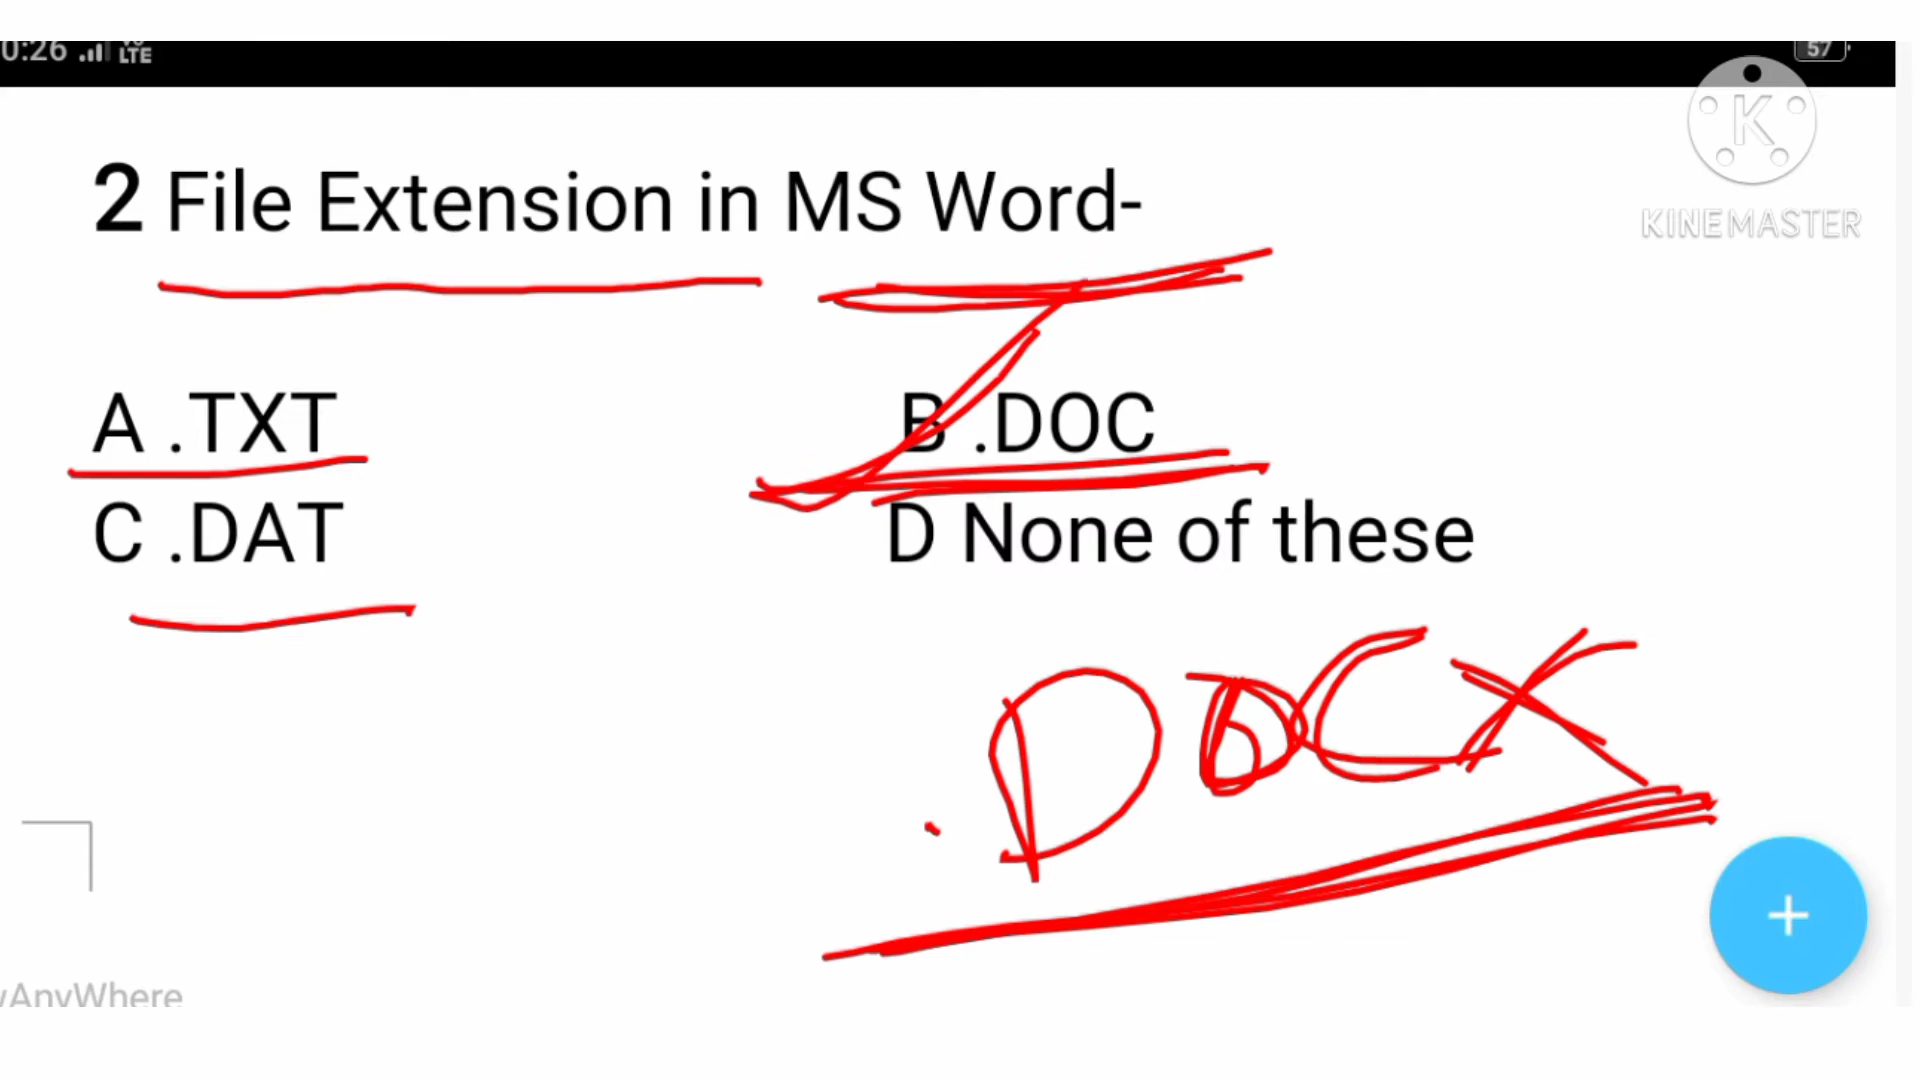 0:26 LTE 57
K
KINEMASTER
2 File Extension in MS Word-
A .TXT B .DOC
C .DAT D None of these
.DOCX
+
AnyWhere